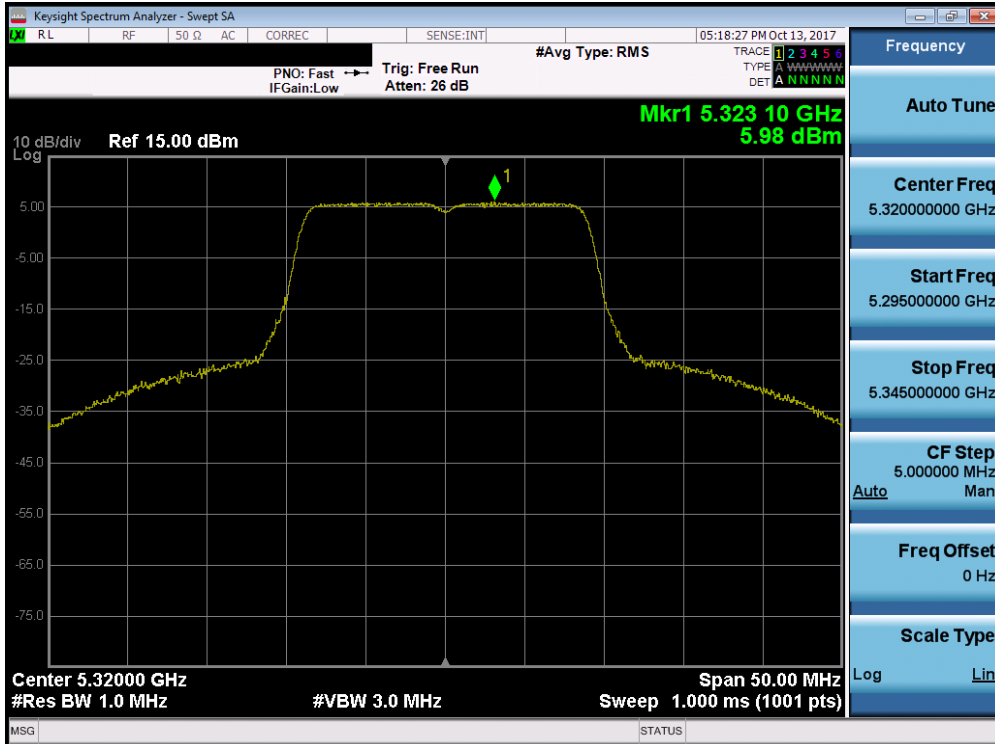 Keysight Spectrum Analyzer - Swept SA
LXI RL RF 50 Ω AC CORREC SENSE:INT 05:18:27 PM Oct 13, 2017
#Avg Type: RMS TRACE 1 2 3 4 5 6
PNO: Fast Trig: Free Run TYPE A WWWWW
IFGain:Low Atten: 26 dB DET A N N N N N
Mkr1 5.323 10 GHz
5.98 dBm
10 dB/div Ref 15.00 dBm
Log
1
5.00
-5.00
-15.0
-25.0
-35.0
-45.0
-55.0
-65.0
-75.0
Center 5.32000 GHz Span 50.00 MHz
#Res BW 1.0 MHz #VBW 3.0 MHz Sweep 1.000 ms (1001 pts)
MSG STATUS
Frequency
Auto Tune
Center Freq
5.320000000 GHz
Start Freq
5.295000000 GHz
Stop Freq
5.345000000 GHz
CF Step
5.000000 MHz
Auto Man
Freq Offset
0 Hz
Scale Type
Log Lin